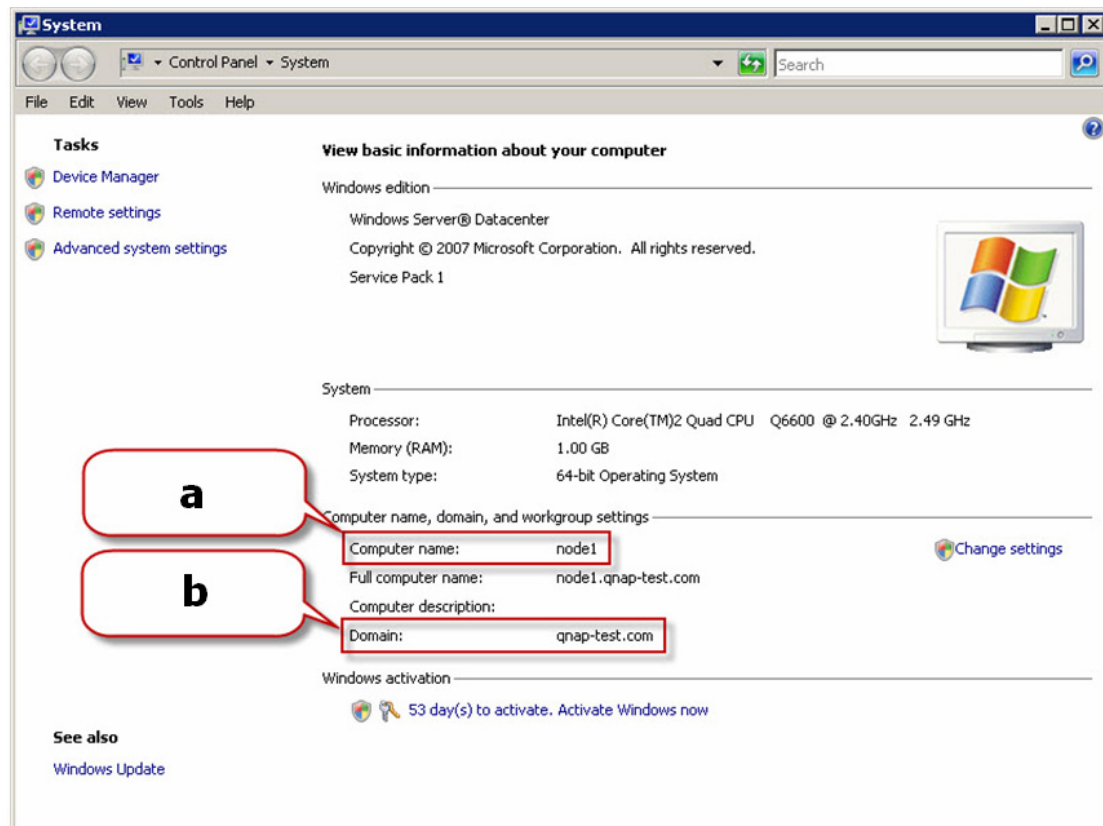 System
Control Panel System
Search
File Edit View Tools Help
Tasks
Device Manager
Remote settings
Advanced system settings
View basic information about your computer
Windows edition
Windows Server® Datacenter
Copyright © 2007 Microsoft Corporation. All rights reserved.
Service Pack 1
System
Processor: Intel(R) Core(TM)2 Quad CPU Q6600 @ 2.40GHz 2.49 GHz
Memory (RAM): 1.00 GB
System type: 64-bit Operating System
a
Computer name, domain, and workgroup settings
Computer name: node1
Change settings
Full computer name: node1.qnap-test.com
b
Computer description:
Domain: qnap-test.com
Windows activation
53 day(s) to activate. Activate Windows now
See also
Windows Update